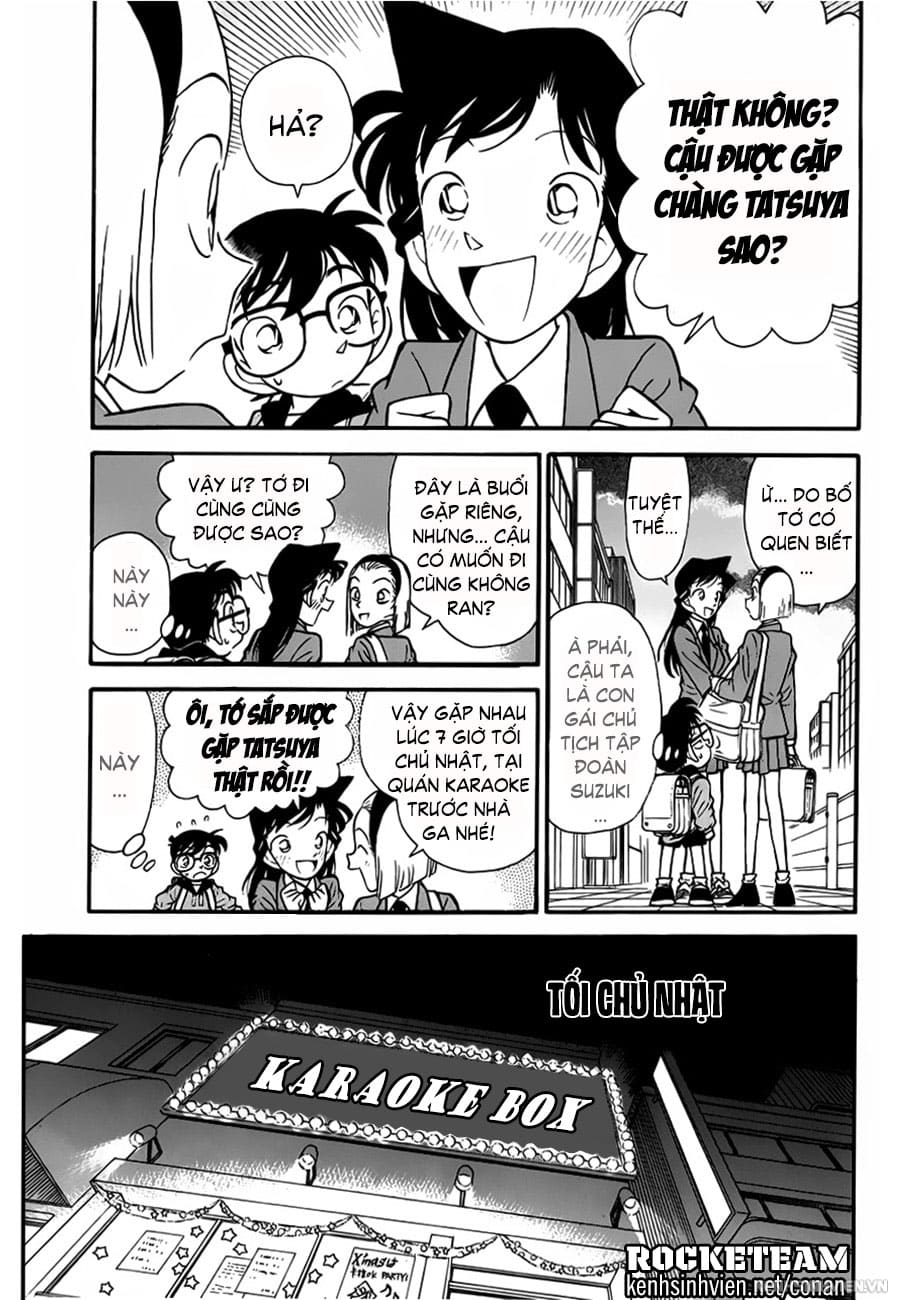 THẬT KHÔNG?
CẬU ĐƯỢC GẶP
CHÀNG TATSUYA
SAO?
HẢ?
Ừ... DO BỐ
TỚ CÓ
QUEN BIẾT
...
TUYỆT
THẾ...
À PHẢI,
CẬU TA
LÀ CON
GÁI CHỦ
TỊCH TẬP
ĐOÀN
SUZUKI
...
ĐÂY LÀ BUỔI
GẶP RIÊNG,
NHƯNG... CẬU
CÓ MUỐN ĐI
CÙNG KHÔNG
RAN?
VẬY Ư? TỚ ĐI
CÙNG CŨNG
ĐƯỢC SAO?
NÀY
NÀY
...
VẬY GẶP NHAU
LÚC 7 GIỜ TỐI
CHỦ NHẬT, TẠI
QUÁN KARAOKE
TRƯỚC NHÀ
GA NHÉ!
ÔI, TỚ SẮP ĐƯỢC
GẶP TATSUYA
THẬT RỒI!!
NÀY
...
TỐI CHỦ NHẬT
KARAOKE BOX
PARTY!
ROCKETEAM
kenhsinhvien.net/conan